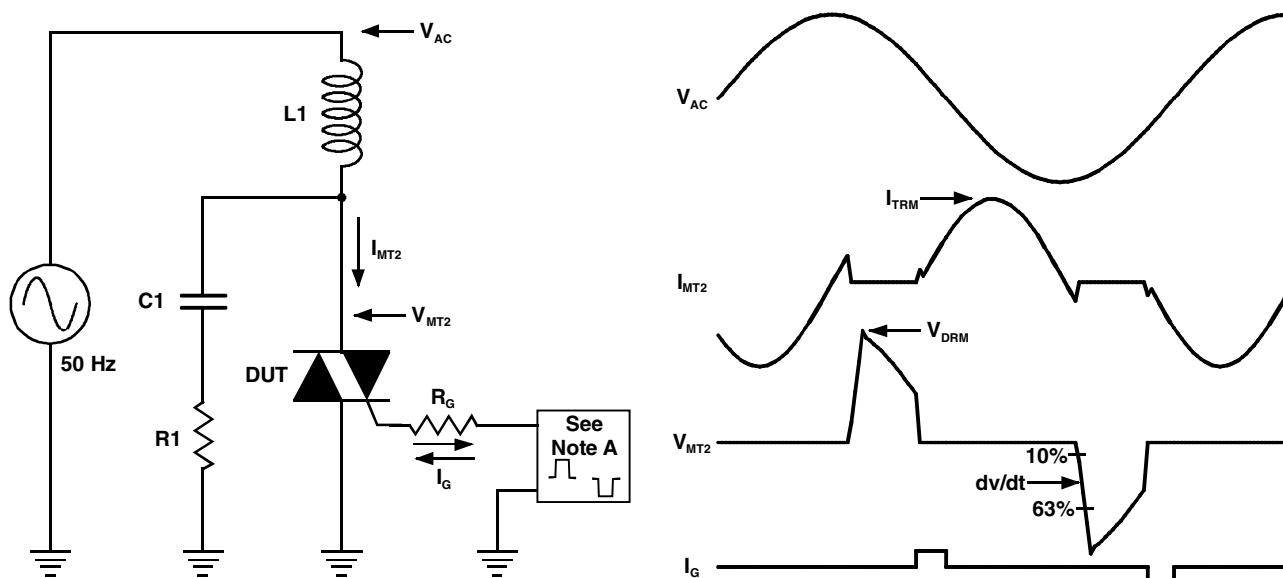 V_AC
L1
I_MT2
C1
V_MT2
50 Hz
DUT
R_G
R1
I_G
See
Note A
V_AC
I_TRM
I_MT2
V_DRM
V_MT2
10%
dv/dt
63%
I_G